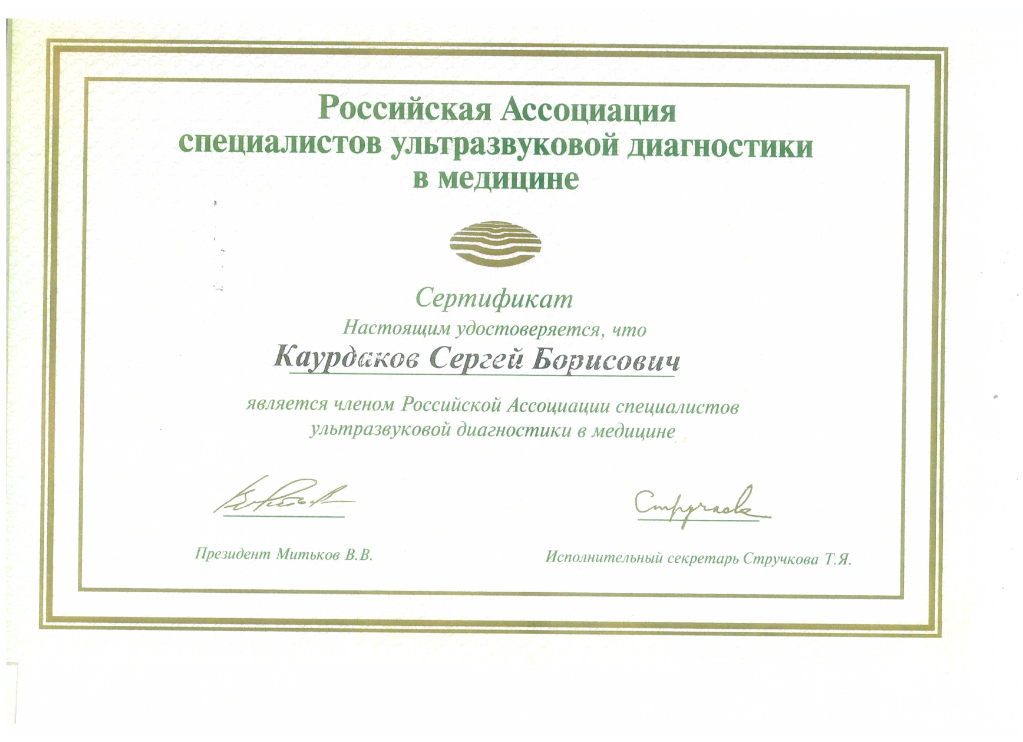 Российская Ассоциация
специалистов ультразвуковой диагностики
в медицине
Сертификат
Настоящим удостоверяется, что
Каурдаков Сергей Борисович
является членом Российской Ассоциации специалистов
ультразвуковой диагностики в медицине
Стручкова
Президент Митьков В.В.
Исполнительный секретарь Стручкова Т.Я.